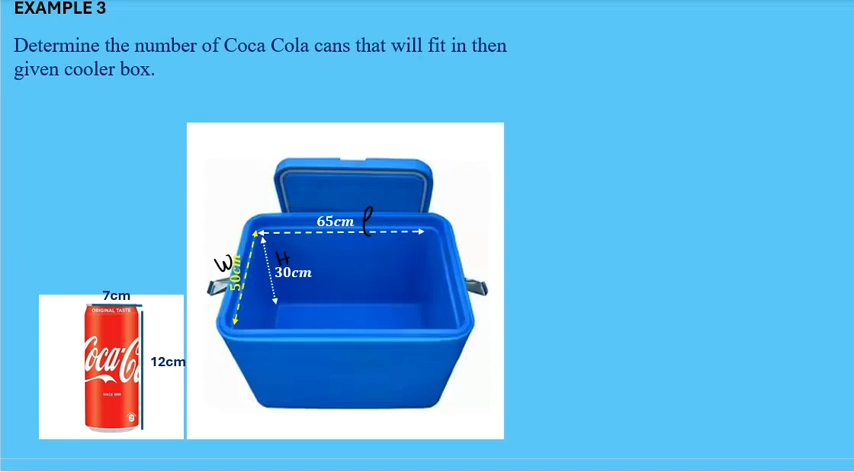 EXAMPLE 3
Determine the number of Coca Cola cans that will fit in then
given cooler box.
65cm l
W
50cm
H
30cm
7cm
ORIGINAL TASTE
Coca-C
12cm